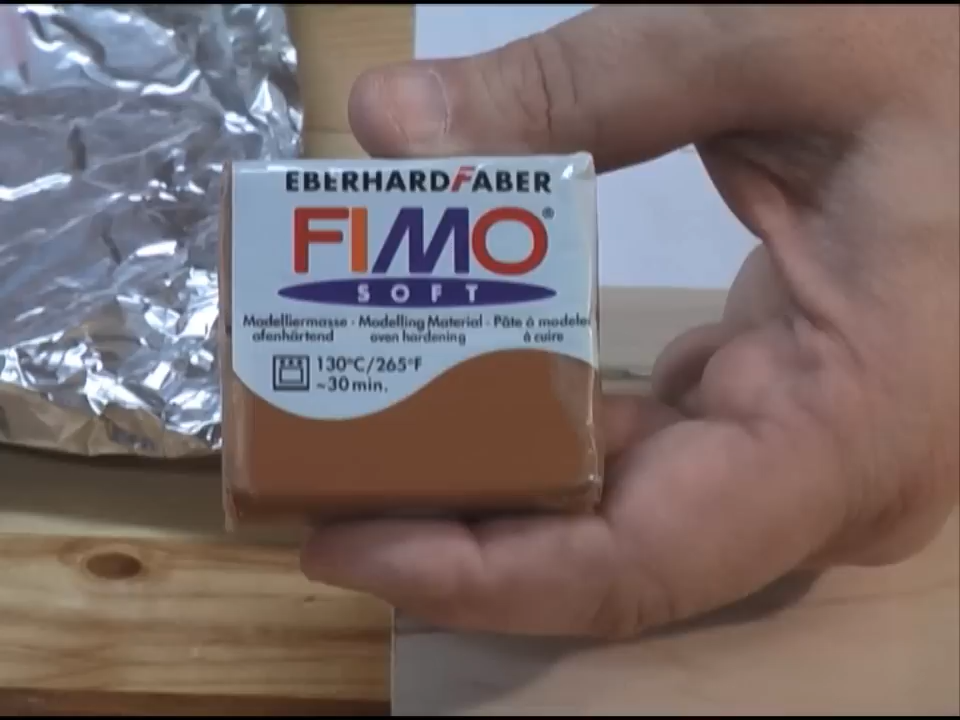 EBERHARDFABER
FIMO®
SOFT
Modelliermasse - Modelling Material - Pâte à modeler
ofenhärtend oven hardening à cuire
130°C/265°F
~30 min.